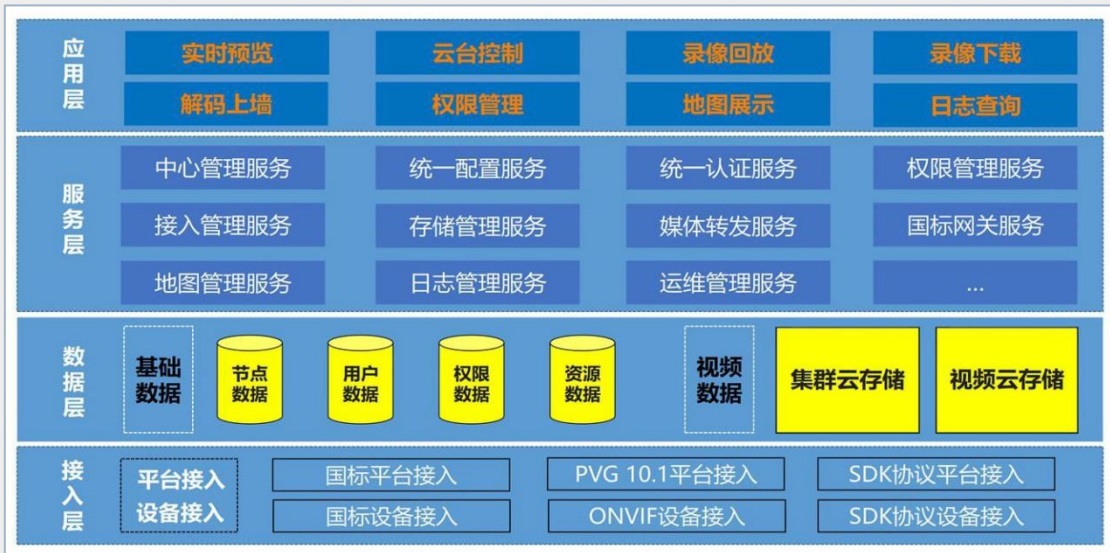 应用层
实时预览
云台控制
录像回放
录像下载
解码上墙
权限管理
地图展示
日志查询
服务层
中心管理服务
统一配置服务
统一认证服务
权限管理服务
接入管理服务
存储管理服务
媒体转发服务
国标网关服务
地图管理服务
日志管理服务
运维管理服务
...
数据层
基础
数据
节点
数据
用户
数据
权限
数据
资源
数据
视频
数据
集群云存储
视频云存储
接入层
平台接入
国标平台接入
PVG 10.1平台接入
SDK协议平台接入
设备接入
国标设备接入
ONVIF设备接入
SDK协议设备接入